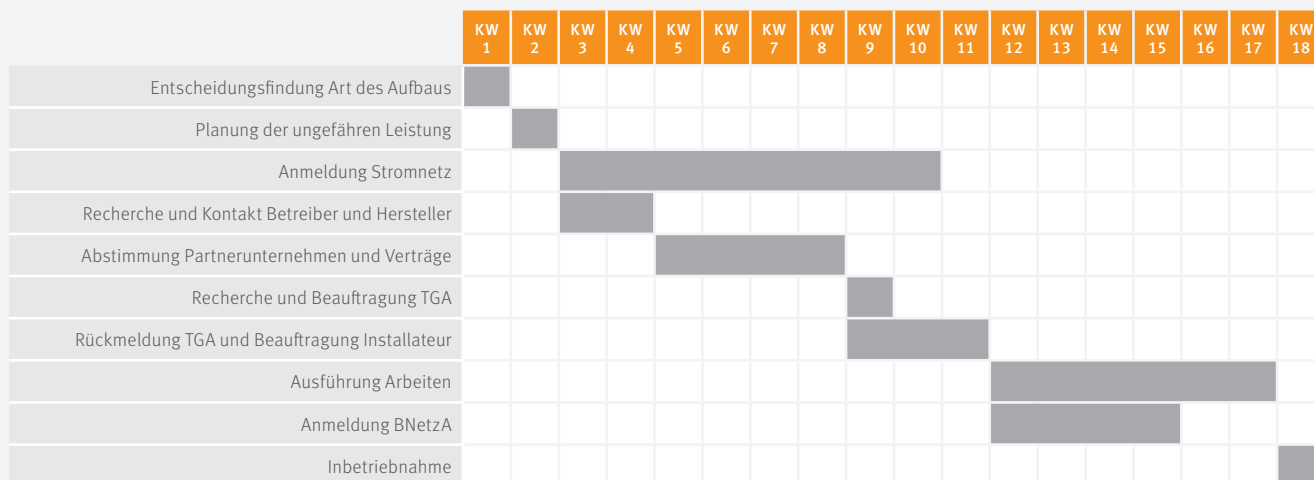 KW 1 KW 2 KW 3 KW 4 KW 5 KW 6 KW 7 KW 8 KW 9 KW 10 KW 11 KW 12 KW 13 KW 14 KW 15 KW 16 KW 17 KW 18
Entscheidungsfindung Art des Aufbaus
Planung der ungefähren Leistung
Anmeldung Stromnetz
Recherche und Kontakt Betreiber und Hersteller
Abstimmung Partnerunternehmen und Verträge
Recherche und Beauftragung TGA
Rückmeldung TGA und Beauftragung Installateur
Ausführung Arbeiten
Anmeldung BNetzA
Inbetriebnahme